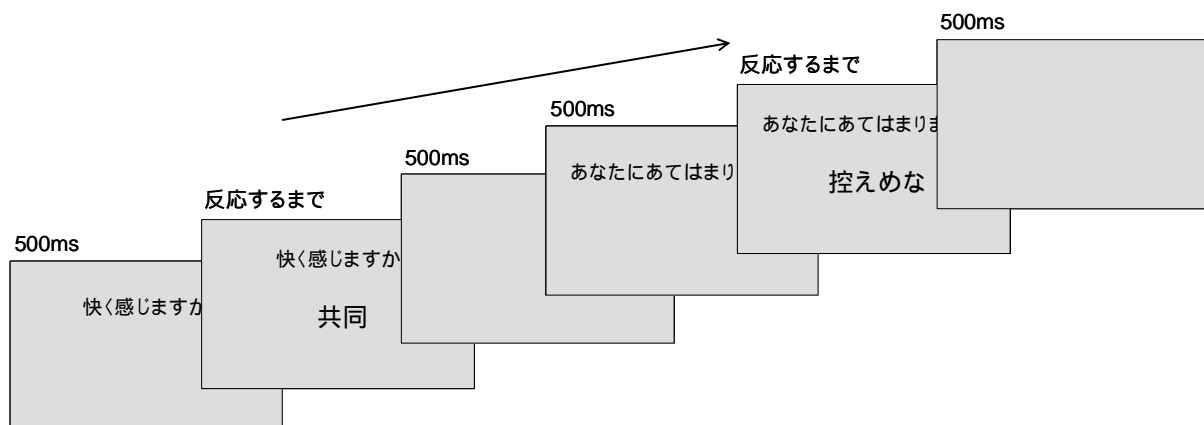 500ms
快く感じますか
反応するまで
快く感じますか
共同
500ms
500ms
あなたにあてはまり
反応するまで
あなたにあてはまりま
控えめな
500ms